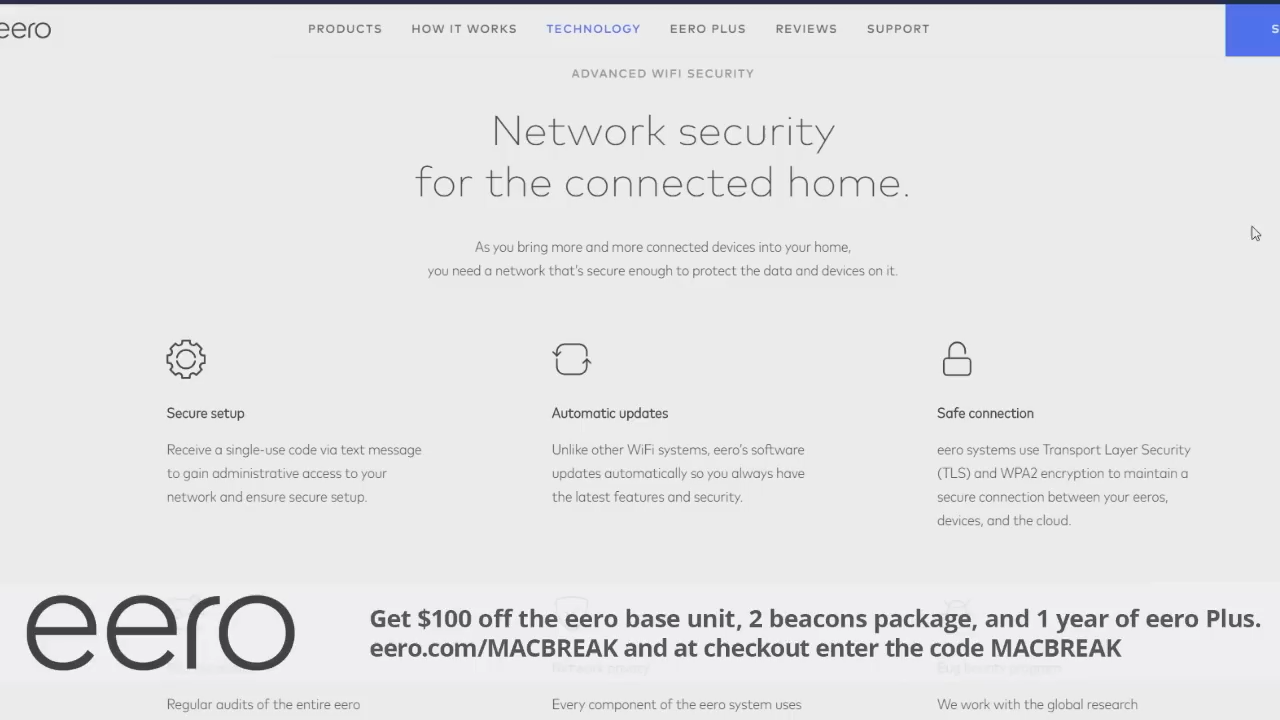 eero
PRODUCTS HOW IT WORKS TECHNOLOGY EERO PLUS REVIEWS SUPPORT
ADVANCED WIFI SECURITY
Network security
for the connected home.
As you bring more and more connected devices into your home,
you need a network that's secure enough to protect the data and devices on it.
Secure setup
Receive a single-use code via text message
to gain administrative access to your
network and ensure secure setup.
Automatic updates
Unlike other WiFi systems, eero's software
updates automatically so you always have
the latest features and security.
Safe connection
eero systems use Transport Layer Security
(TLS) and WPA2 encryption to maintain a
secure connection between your eeros,
devices, and the cloud.
eero
Get $100 off the eero base unit, 2 beacons package, and 1 year of eero Plus.
eero.com/MACBREAK and at checkout enter the code MACBREAK
Network privacy
Bug bounty program
Regular audits of the entire eero
Every component of the eero system uses
We work with the global research